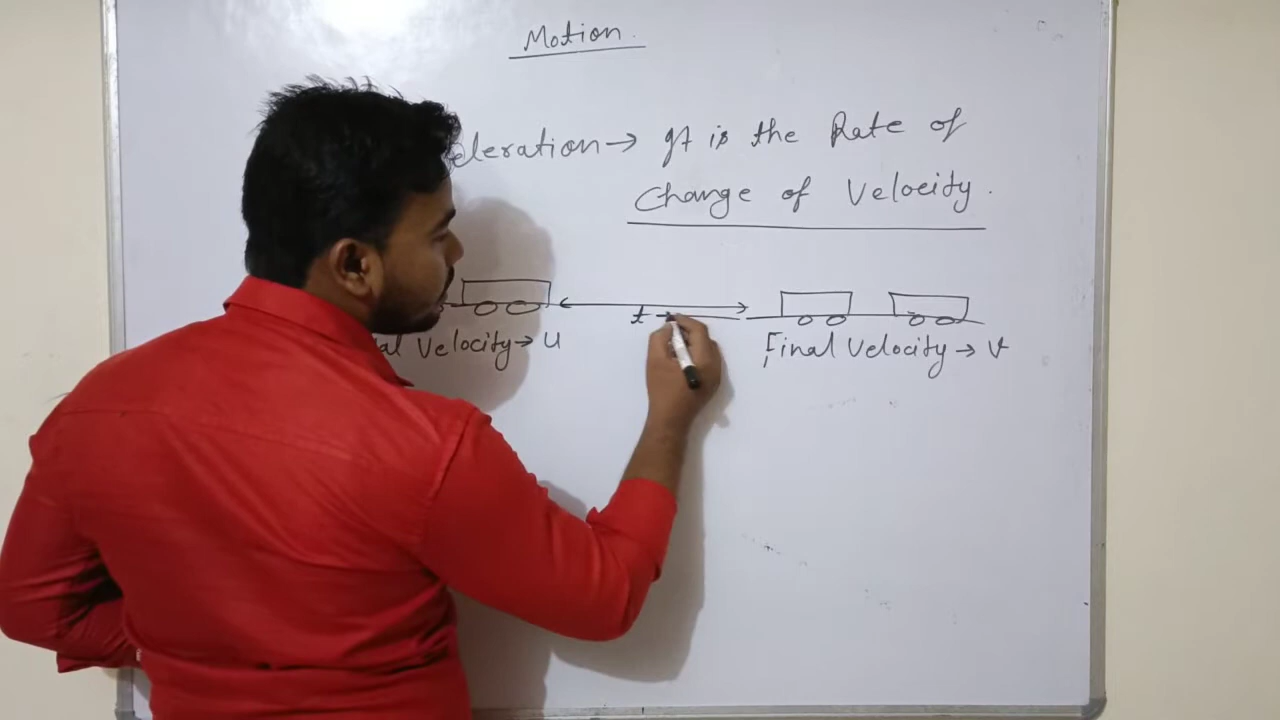 Motion.
eleration → It is the Rate of
Change of Velocity.
t
al Velocity → u
Final Velocity → v